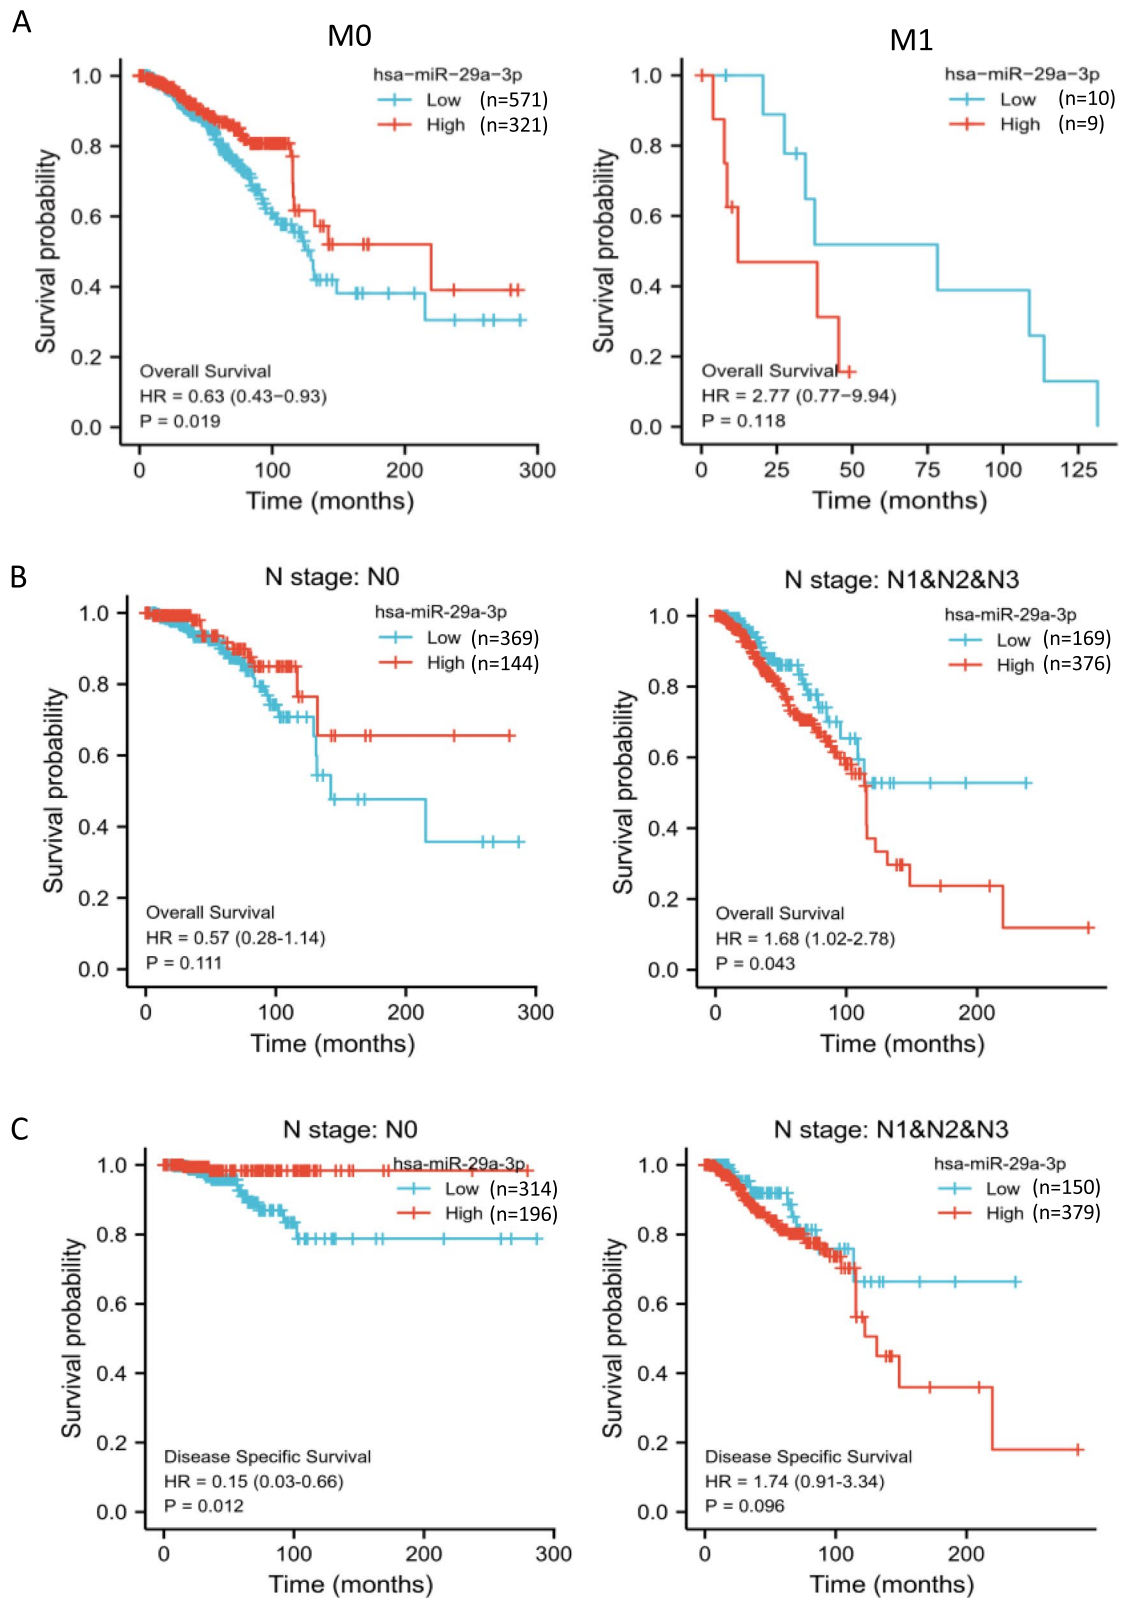 A
M0
hsa−miR−29a−3p
Low (n=571)
High (n=321)
Survival probability
1.0
0.8
0.6
0.4
0.2
0.0
Overall Survival
HR = 0.63 (0.43−0.93)
P = 0.019
0 100 200 300
Time (months)
M1
hsa−miR−29a−3p
Low (n=10)
High (n=9)
Survival probability
1.0
0.8
0.6
0.4
0.2
0.0
Overall Survival
HR = 2.77 (0.77−9.94)
P = 0.118
0 25 50 75 100 125
Time (months)
B
N stage: N0
hsa-miR-29a-3p
Low (n=369)
High (n=144)
Survival probability
1.0
0.8
0.6
0.4
0.2
0.0
Overall Survival
HR = 0.57 (0.28-1.14)
P = 0.111
0 100 200 300
Time (months)
N stage: N1&N2&N3
hsa-miR-29a-3p
Low (n=169)
High (n=376)
Survival probability
1.0
0.8
0.6
0.4
0.2
0.0
Overall Survival
HR = 1.68 (1.02-2.78)
P = 0.043
0 100 200
Time (months)
C
N stage: N0
hsa-miR-29a-3p
Low (n=314)
High (n=196)
Survival probability
1.0
0.8
0.6
0.4
0.2
0.0
Disease Specific Survival
HR = 0.15 (0.03-0.66)
P = 0.012
0 100 200 300
Time (months)
N stage: N1&N2&N3
hsa-miR-29a-3p
Low (n=150)
High (n=379)
Survival probability
1.0
0.8
0.6
0.4
0.2
0.0
Disease Specific Survival
HR = 1.74 (0.91-3.34)
P = 0.096
0 100 200
Time (months)